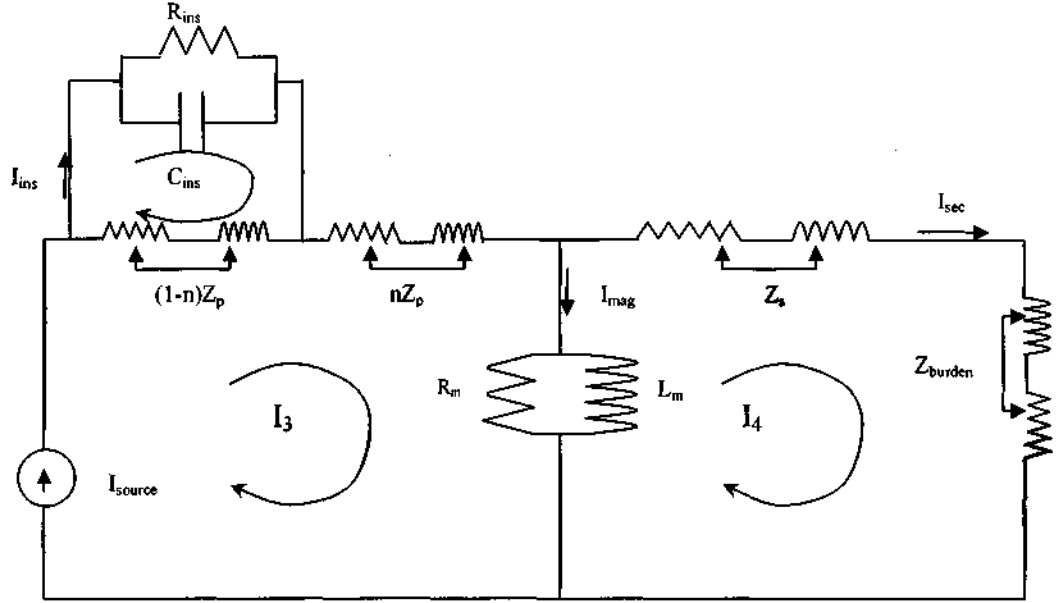 R_ins
I_ins
C_ins
I_sec
(1-n)Z_p
nZ_p
I_mag
Z_s
Z_burden
R_m
L_m
I_3
I_4
I_source